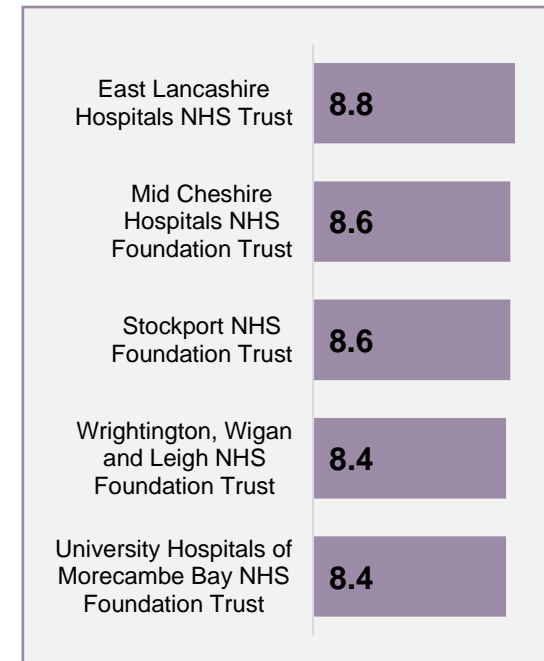 East Lancashire
Hospitals NHS Trust
8.8
Mid Cheshire
Hospitals NHS
Foundation Trust
8.6
Stockport NHS
Foundation Trust
8.6
Wrightington, Wigan
and Leigh NHS
Foundation Trust
8.4
University Hospitals of
Morecambe Bay NHS
Foundation Trust
8.4